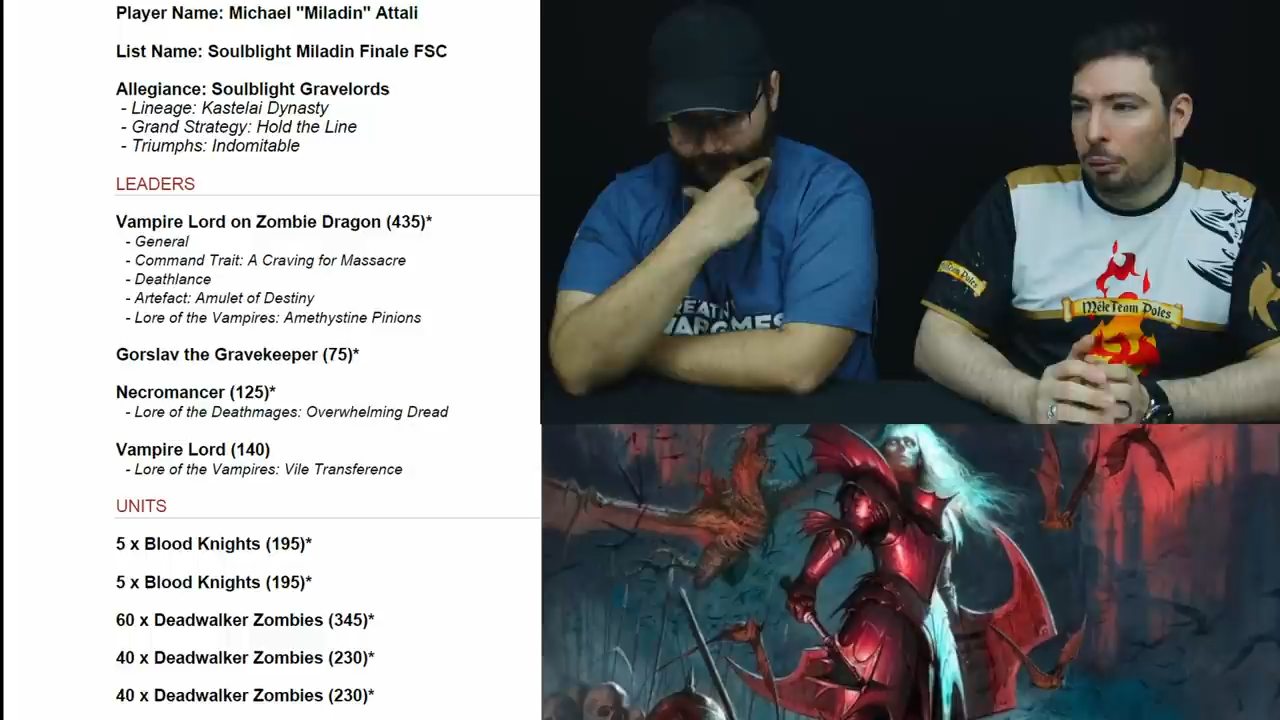 Player Name: Michael "Miladin" Attali
List Name: Soulblight Miladin Finale FSC
Allegiance: Soulblight Gravelords
- Lineage: Kastelai Dynasty
- Grand Strategy: Hold the Line
- Triumphs: Indomitable
LEADERS
Vampire Lord on Zombie Dragon (435)*
- General
- Command Trait: A Craving for Massacre
- Deathlance
- Artefact: Amulet of Destiny
- Lore of the Vampires: Amethystine Pinions
Gorslav the Gravekeeper (75)*
Necromancer (125)*
- Lore of the Deathmages: Overwhelming Dread
Vampire Lord (140)
- Lore of the Vampires: Vile Transference
UNITS
5 x Blood Knights (195)*
5 x Blood Knights (195)*
60 x Deadwalker Zombies (345)*
40 x Deadwalker Zombies (230)*
40 x Deadwalker Zombies (230)*
MêleTeam Poles